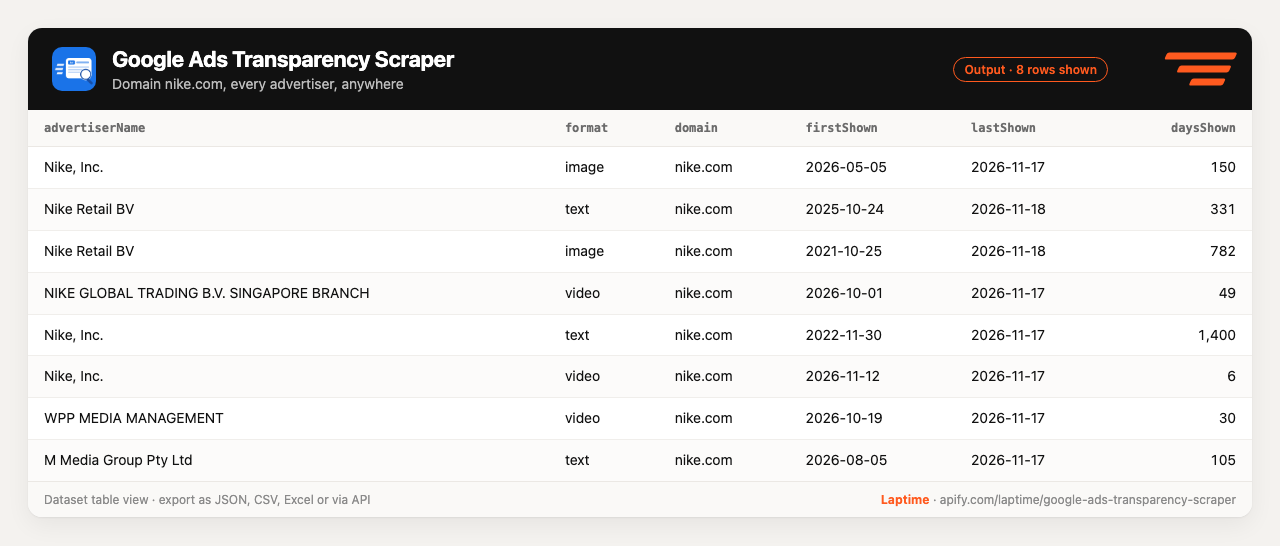 Google Ads Transparency Scraper
Domain nike.com, every advertiser, anywhere
Output · 8 rows shown
advertiserName format domain firstShown lastShown daysShown
Nike, Inc. image nike.com 2026-05-05 2026-11-17 150
Nike Retail BV text nike.com 2025-10-24 2026-11-18 331
Nike Retail BV image nike.com 2021-10-25 2026-11-18 782
NIKE GLOBAL TRADING B.V. SINGAPORE BRANCH video nike.com 2026-10-01 2026-11-17 49
Nike, Inc. text nike.com 2022-11-30 2026-11-17 1,400
Nike, Inc. video nike.com 2026-11-12 2026-11-17 6
WPP MEDIA MANAGEMENT video nike.com 2026-10-19 2026-11-17 30
M Media Group Pty Ltd text nike.com 2026-08-05 2026-11-17 105
Dataset table view · export as JSON, CSV, Excel or via API
Laptime · apify.com/laptime/google-ads-transparency-scraper